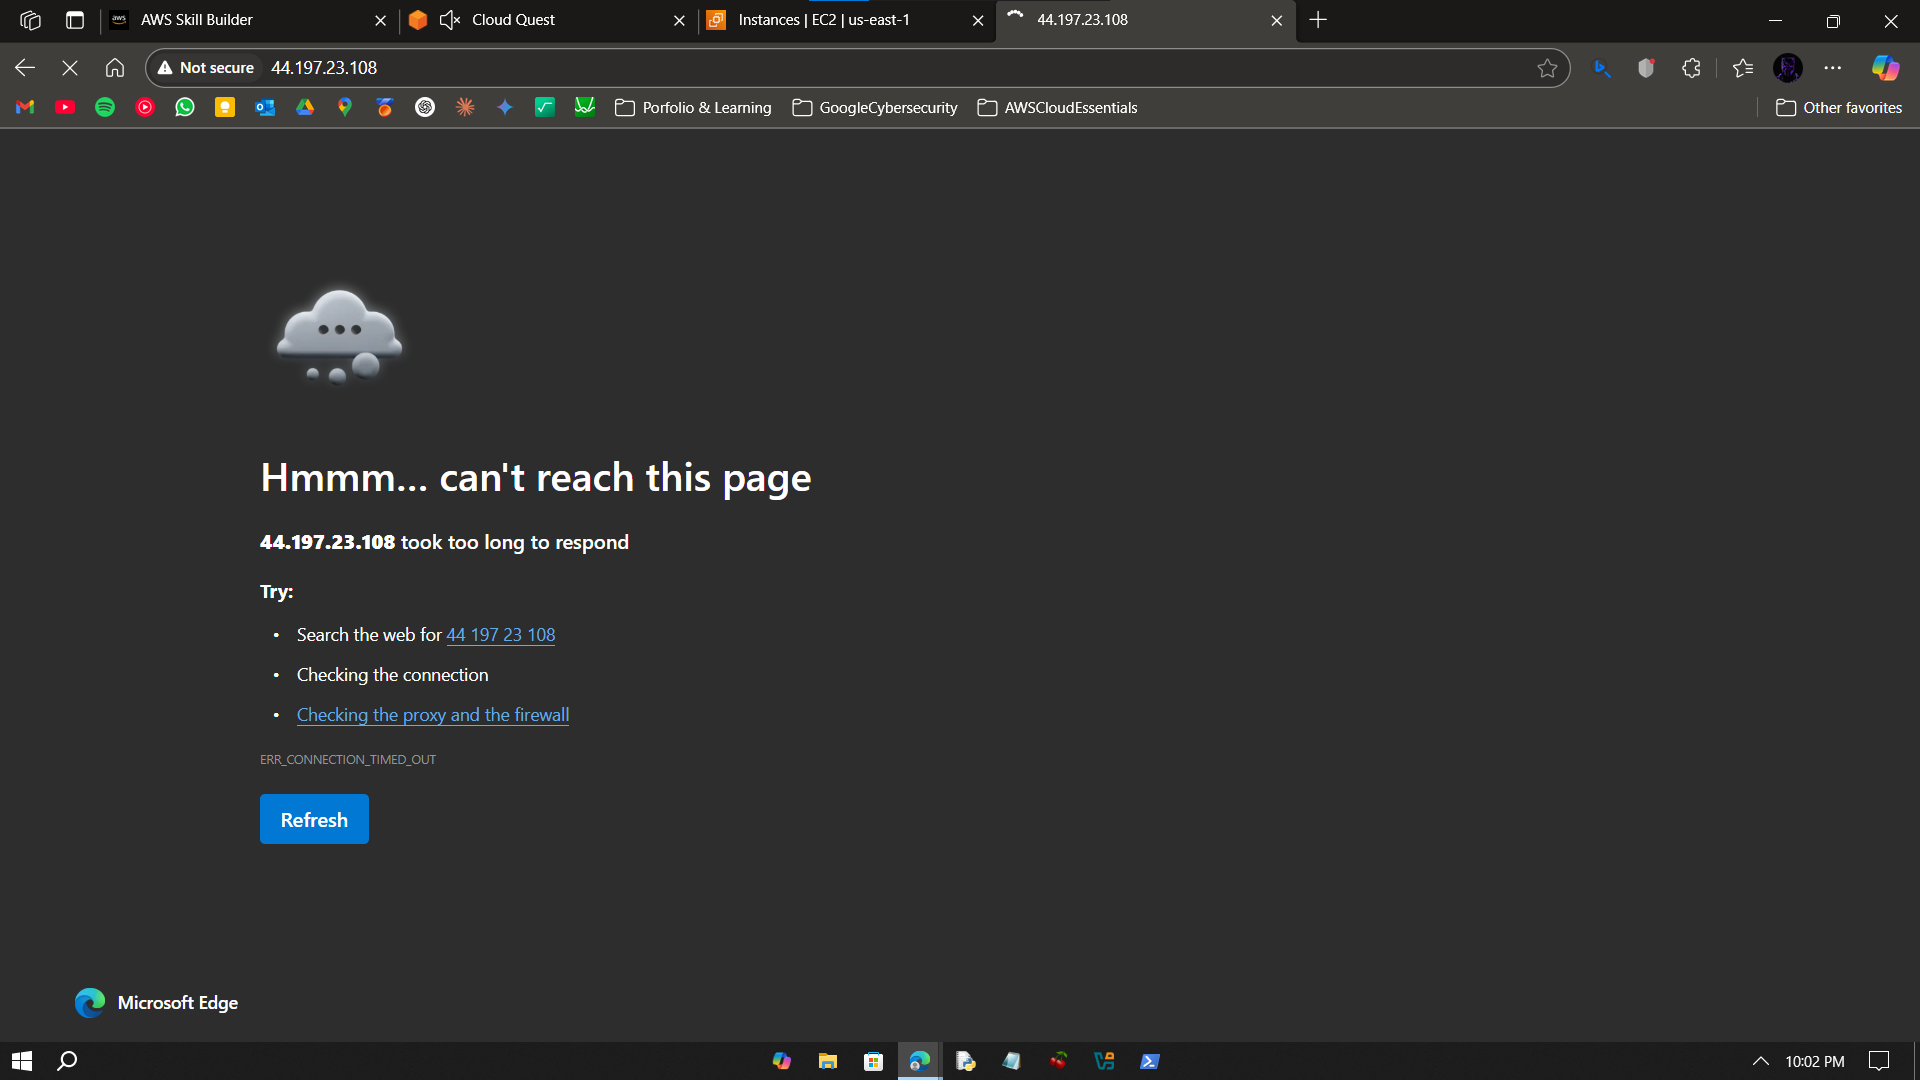 aws AWS Skill Builder
Cloud Quest
Instances | EC2 | us-east-1
44.197.23.108
Not secure 44.197.23.108
Porfolio & Learning
GoogleCybersecurity
AWSCloudEssentials
Other favorites
Hmmm... can't reach this page
44.197.23.108 took too long to respond
Try:
• Search the web for 44 197 23 108
• Checking the connection
• Checking the proxy and the firewall
ERR_CONNECTION_TIMED_OUT
Refresh
Microsoft Edge
10:02 PM